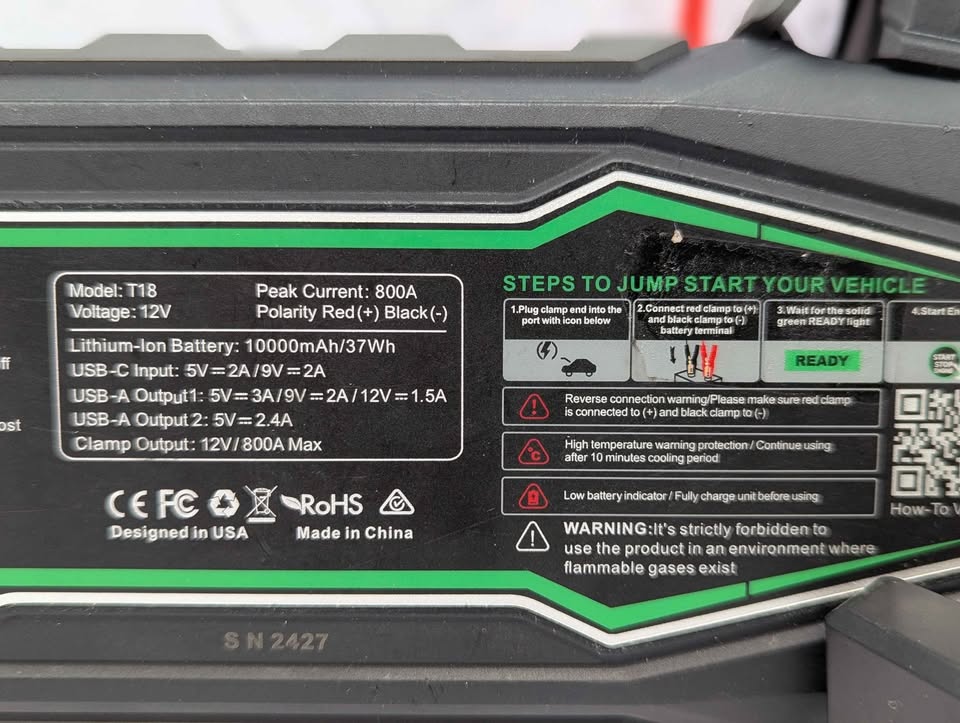 ff
ost
Model: T18 Peak Current: 800A
Voltage: 12V Polarity Red (+) Black (-)
Lithium-Ion Battery: 10000mAh/37Wh
USB-C Input: 5V⎓2A/9V⎓2A
USB-A Output1: 5V⎓3A/9V⎓2A/12V⎓1.5A
USB-A Output 2: 5V⎓2.4A
Clamp Output: 12V/800A Max
CE FC RoHS
Designed in USA Made in China
STEPS TO JUMP START YOUR VEHICLE
1.Plug clamp end into the
port with icon below
2.Connect red clamp to (+)
and black clamp to (-)
battery terminal
3.Wait for the solid
green READY light
READY
4.Start En
START
STOP
Reverse connection warning/Please make sure red clamp
is connected to (+) and black clamp to (-)
°C
High temperature warning protection / Continue using
after 10 minutes cooling period
Low battery indicator / Fully charge unit before using
WARNING:It's strictly forbidden to
use the product in an environment where
flammable gases exist
How-To V
S N 2427